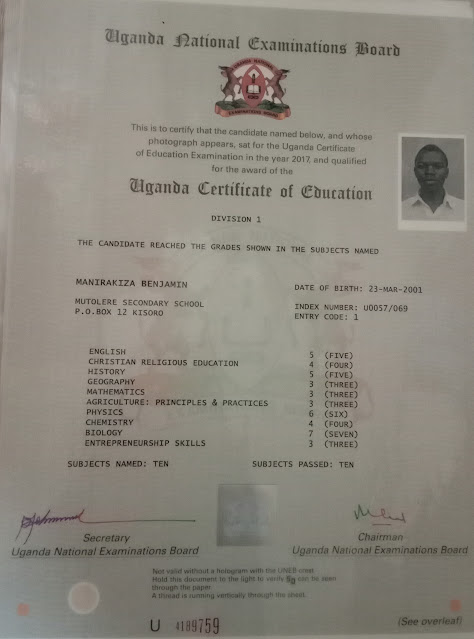 Uganda National Examinations Board
UGANDA NATIONAL
EXAMINATIONS BOARD
This is to certify that the candidate named below, and whose
photograph appears, sat for the Uganda Certificate
of Education Examination in the year 2017, and qualified
for the award of the
Uganda Certificate of Education
DIVISION 1
THE CANDIDATE REACHED THE GRADES SHOWN IN THE SUBJECTS NAMED
MANIRAKIZA BENJAMIN DATE OF BIRTH: 23-MAR-2001
MUTOLERE SECONDARY SCHOOL INDEX NUMBER: U0057/069
P.O.BOX 12 KISORO ENTRY CODE: 1
ENGLISH 5 (FIVE)
CHRISTIAN RELIGIOUS EDUCATION 4 (FOUR)
HISTORY 5 (FIVE)
GEOGRAPHY 3 (THREE)
MATHEMATICS 3 (THREE)
AGRICULTURE: PRINCIPLES & PRACTICES 3 (THREE)
PHYSICS 6 (SIX)
CHEMISTRY 4 (FOUR)
BIOLOGY 7 (SEVEN)
ENTREPRENEURSHIP SKILLS 3 (THREE)
SUBJECTS NAMED: TEN SUBJECTS PASSED: TEN
Secretary Chairman
Uganda National Examinations Board Uganda National Examinations Board
Not valid without a hologram with the UNEB crest
Hold this document to the light to verify can be seen
through the paper
A thread is running vertically through the sheet.
U 4189759 (See overleaf)